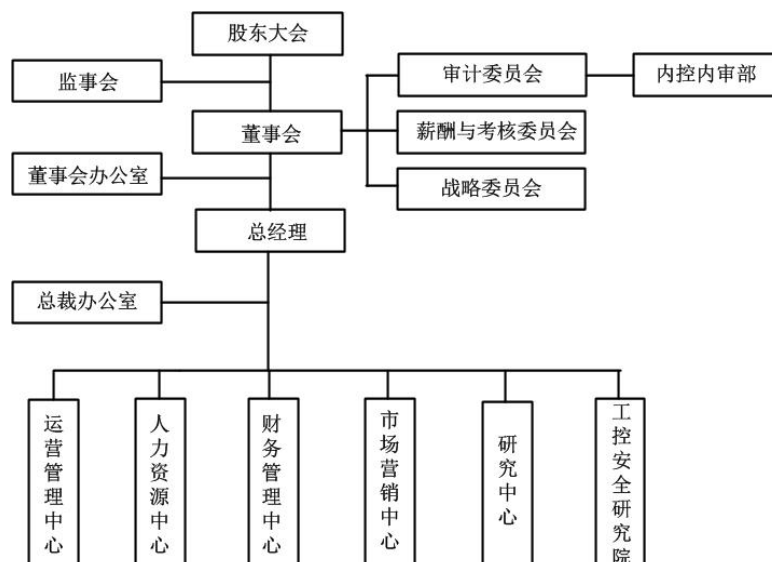 股东大会
监事会
审计委员会
内控内审部
董事会
薪酬与考核委员会
董事会办公室
战略委员会
总经理
总裁办公室
运营管理中心
人力资源中心
财务管理中心
市场营销中心
研究中心
工控安全研究院